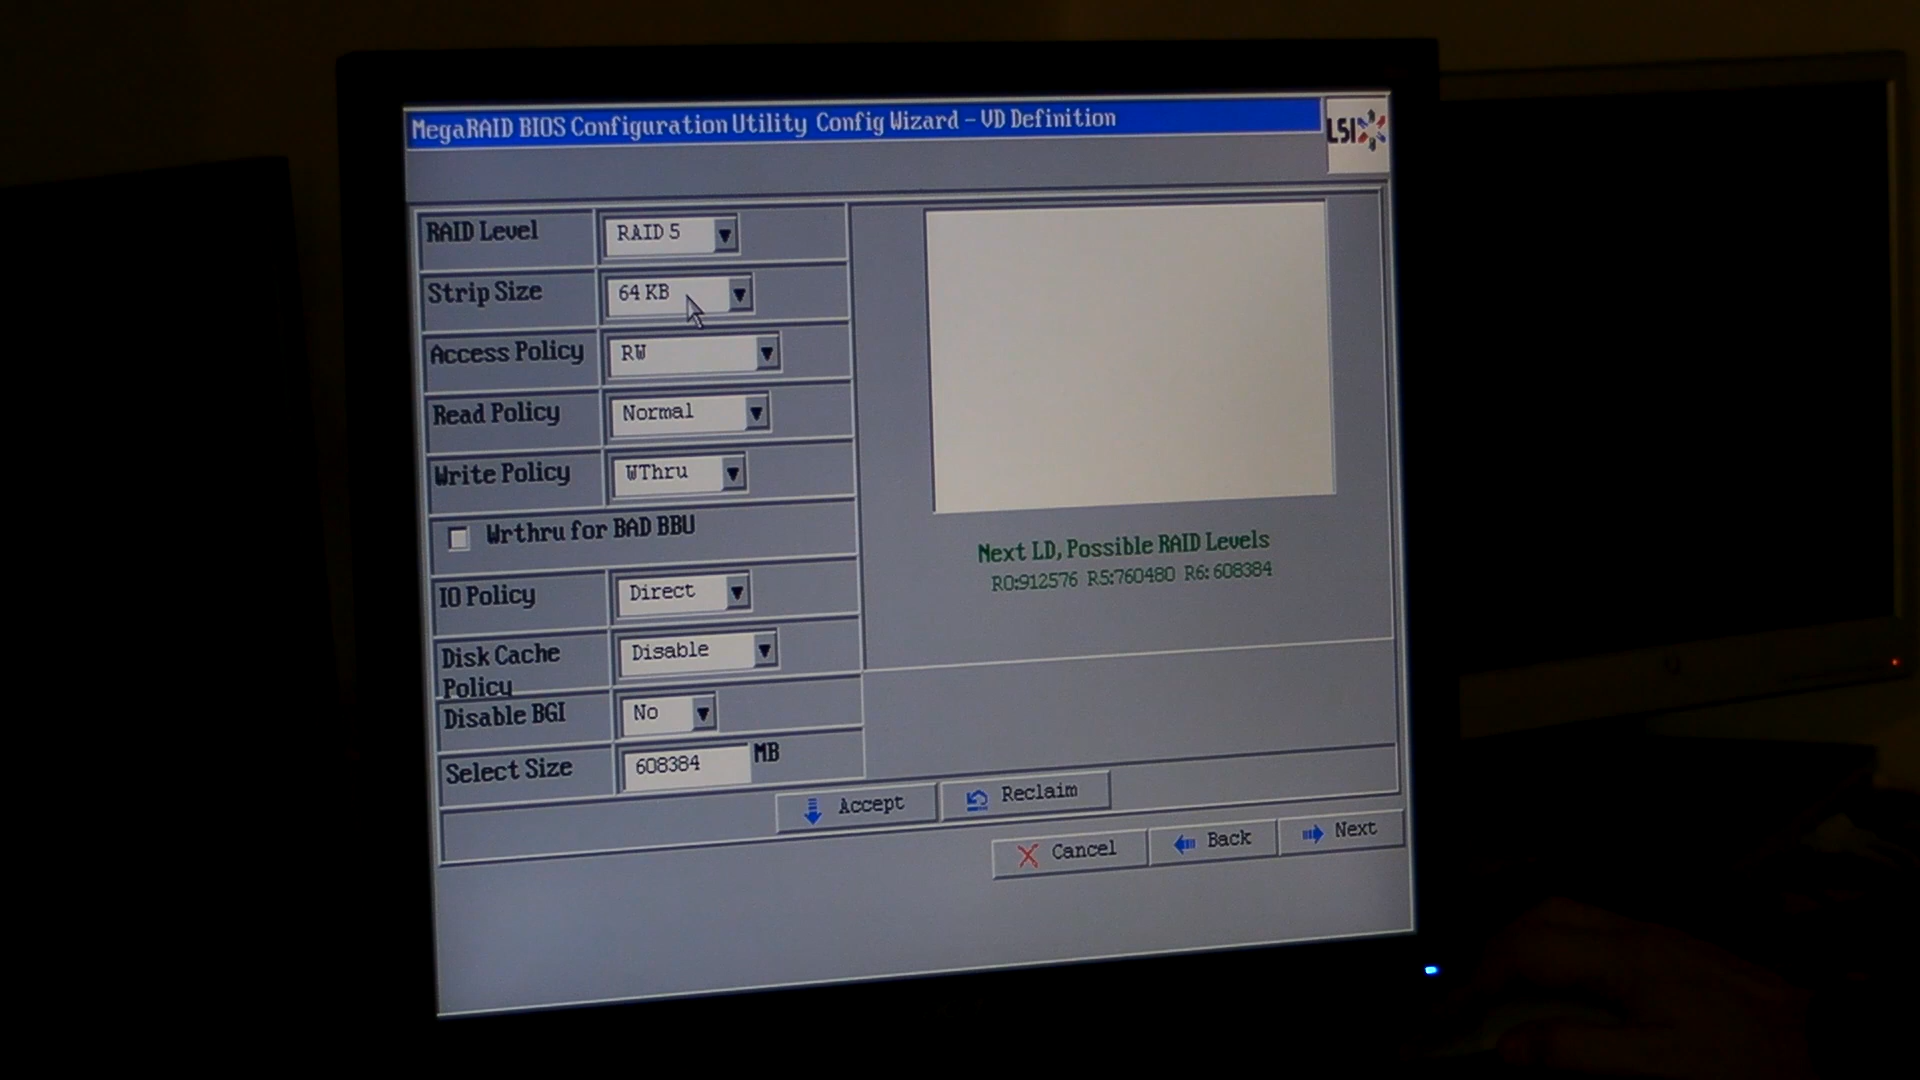 MegaRAID BIOS Configuration Utility Config Wizard - VD Definition
LSI
RAID Level RAID 5
Strip Size 64 KB
Access Policy RW
Read Policy Normal
Write Policy WThru
Wrthru for BAD BBU
IO Policy Direct
Disk Cache Policy Disable
Disable BGI No
Select Size 608384 MB
Next LD, Possible RAID Levels
R0:912576 R5:760480 R6:608384
Accept Reclaim
Cancel Back Next